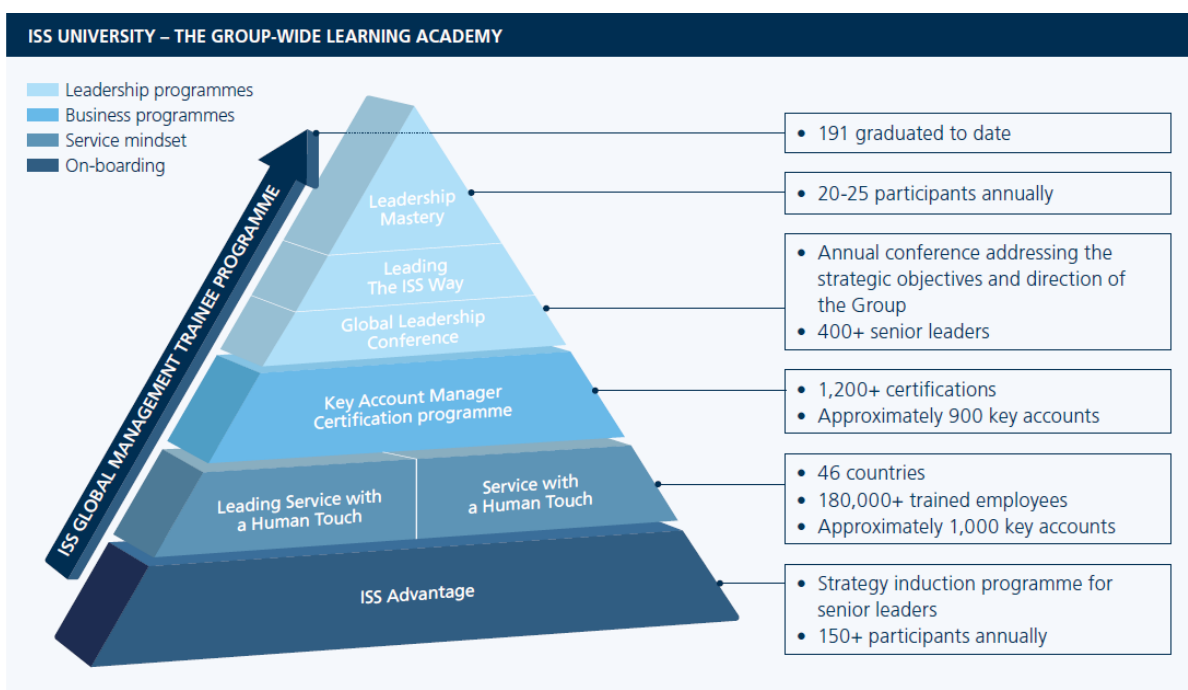 ISS UNIVERSITY – THE GROUP-WIDE LEARNING ACADEMY
Leadership programmes
Business programmes
Service mindset
On-boarding
ISS GLOBAL MANAGEMENT TRAINEE PROGRAMME
Leadership
Mastery
Leading
The ISS Way
Global Leadership
Conference
Key Account Manager
Certification programme
Leading Service with
a Human Touch
Service with
a Human Touch
ISS Advantage
• 191 graduated to date
• 20-25 participants annually
• Annual conference addressing the
strategic objectives and direction of
the Group
• 400+ senior leaders
• 1,200+ certifications
• Approximately 900 key accounts
• 46 countries
• 180,000+ trained employees
• Approximately 1,000 key accounts
• Strategy induction programme for
senior leaders
• 150+ participants annually